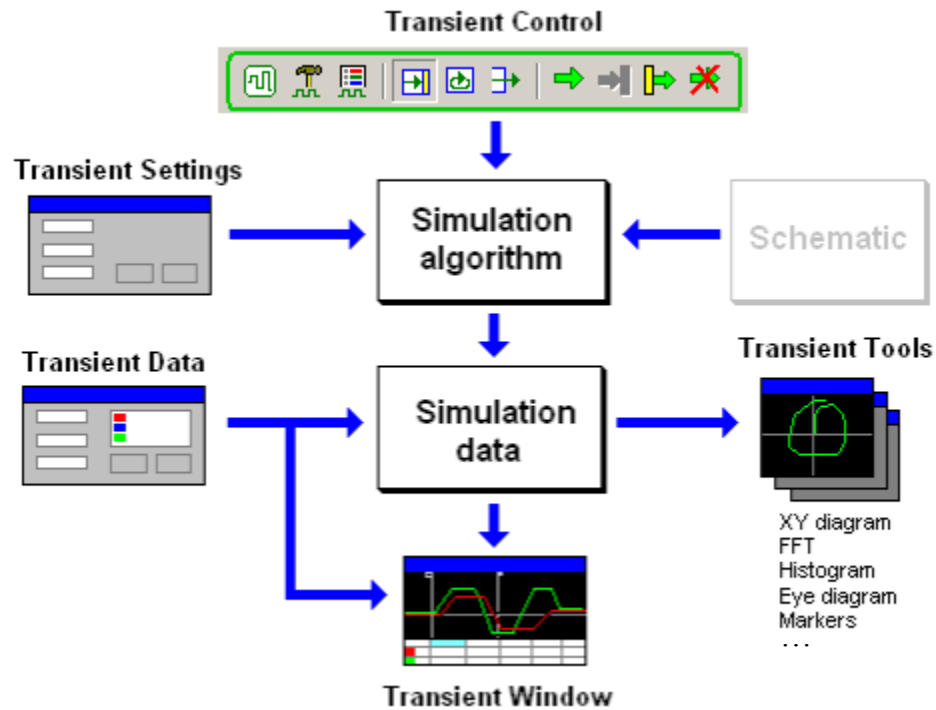 Transient Control
Transient Settings
Simulation
algorithm
Schematic
Transient Data
Simulation
data
Transient Tools
XY diagram
FFT
Histogram
Eye diagram
Markers
...
Transient Window